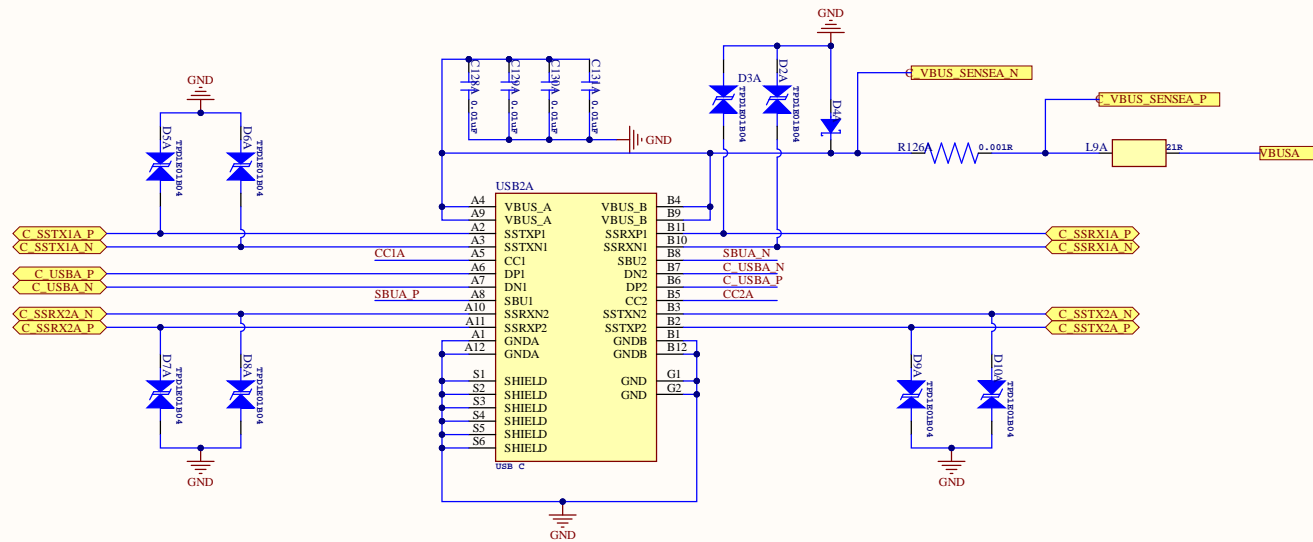 GND
C_VBUS_SENSEA_N
C_VBUS_SENSEA_P
C128A 0.01uF
C129A 0.01uF
C130A 0.01uF
C131A 0.01uF
GND
D3A
TPD1E01B04
D2A
TPD1E01B04
D4A
GND
D5A
TPD1E01B04
D6A
TPD1E01B04
R126A
0.001R
L9A
21R
VBUSA
USB2A
A4 VBUS_A VBUS_B B4
A9 VBUS_A VBUS_B B9
C_SSTX1A_P A2 SSTXP1 SSRXP1 B11 C_SSRX1A_P
C_SSTX1A_N A3 SSTXN1 SSRXN1 B10 C_SSRX1A_N
CC1A A5 CC1 SBU2 B8 SBUA_N
C_USBA_P A6 DP1 DN2 B7 C_USBA_N
C_USBA_N A7 DN1 DP2 B6 C_USBA_P
SBUA_P A8 SBU1 CC2 B5 CC2A
C_SSRX2A_N A10 SSRXN2 SSTXN2 B3 C_SSTX2A_N
C_SSRX2A_P A11 SSRXP2 SSTXP2 B2 C_SSTX2A_P
A1 GNDA GNDB B1
A12 GNDA GNDB B12
S1 SHIELD GND G1
S2 SHIELD GND G2
S3 SHIELD
S4 SHIELD
S5 SHIELD
S6 SHIELD
USB C
D7A
TPD1E01B04
D8A
TPD1E01B04
GND
D9A
TPD1E01B04
D10A
TPD1E01B04
GND
GND